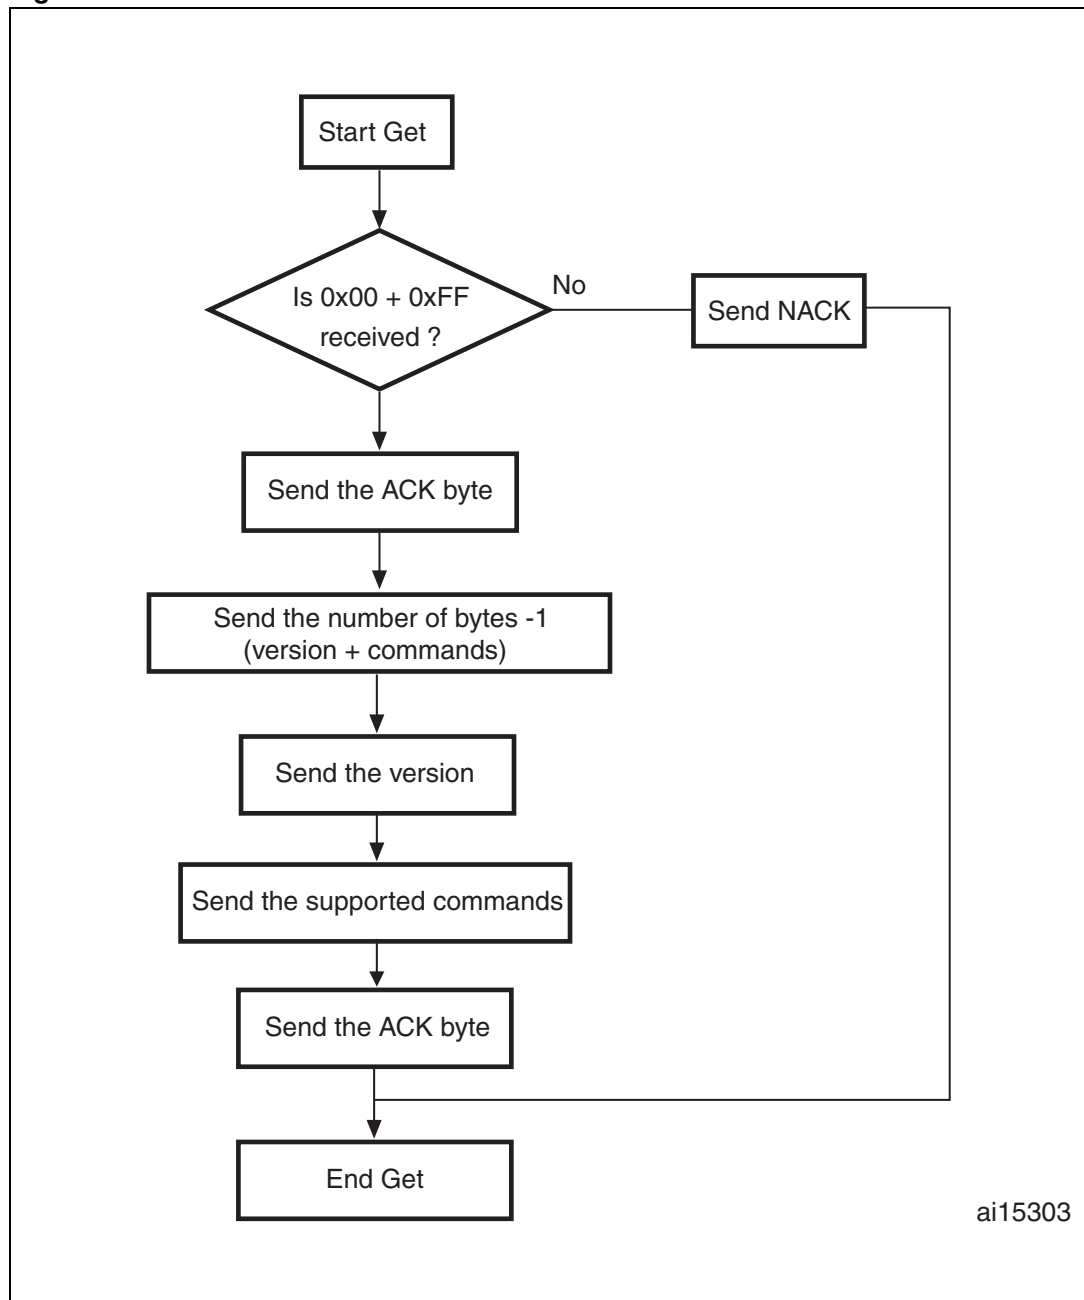 Start Get
Is 0x00 + 0xFF
received ?
No
Send NACK
Send the ACK byte
Send the number of bytes -1
(version + commands)
Send the version
Send the supported commands
Send the ACK byte
End Get
ai15303